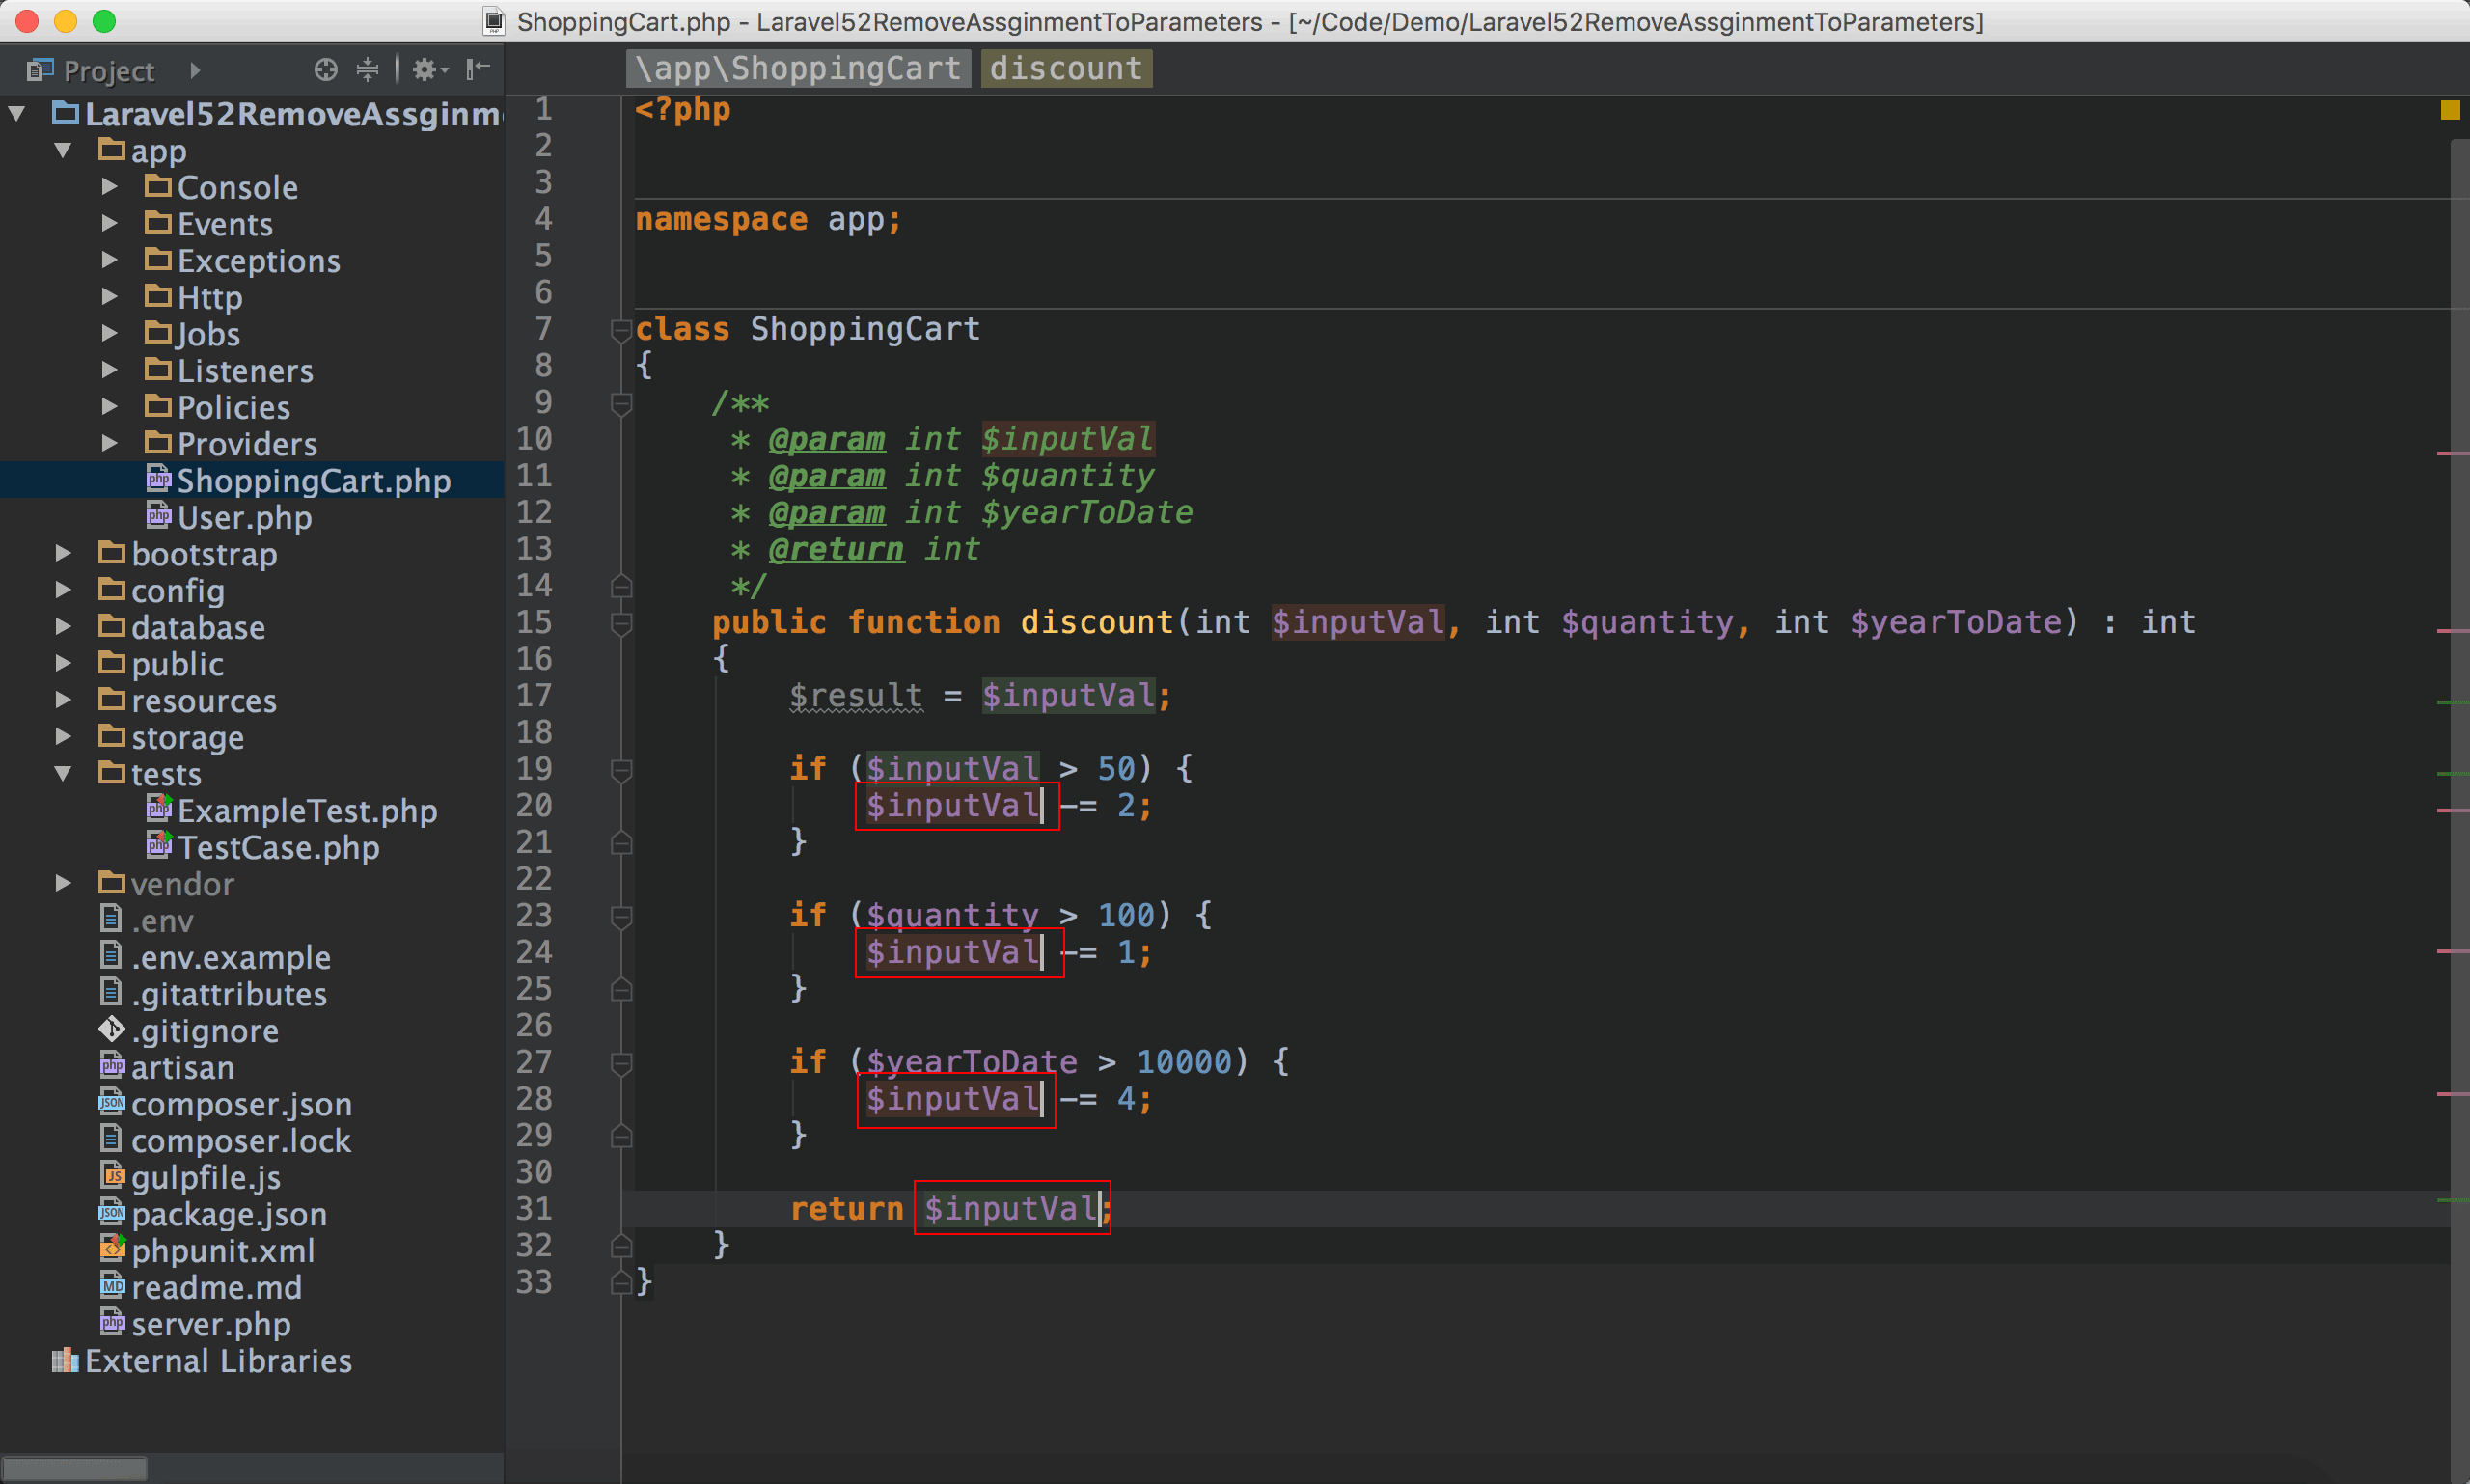 ShoppingCart.php - Laravel52RemoveAssginmentToParameters - [~/Code/Demo/Laravel52RemoveAssginmentToParameters]
Project
\app\ShoppingCart discount
Laravel52RemoveAssginm
app
Console
Events
Exceptions
Http
Jobs
Listeners
Policies
Providers
ShoppingCart.php
User.php
bootstrap
config
database
public
resources
storage
tests
ExampleTest.php
TestCase.php
vendor
.env
.env.example
.gitattributes
.gitignore
artisan
composer.json
composer.lock
gulpfile.js
package.json
phpunit.xml
readme.md
server.php
External Libraries
1 <?php
2
3
4 namespace app;
5
6
7 class ShoppingCart
8 {
9 /**
10 * @param int $inputVal
11 * @param int $quantity
12 * @param int $yearToDate
13 * @return int
14 */
15 public function discount(int $inputVal, int $quantity, int $yearToDate) : int
16 {
17 $result = $inputVal;
18
19 if ($inputVal > 50) {
20 $inputVal -= 2;
21 }
22
23 if ($quantity > 100) {
24 $inputVal -= 1;
25 }
26
27 if ($yearToDate > 10000) {
28 $inputVal -= 4;
29 }
30
31 return $inputVal;
32 }
33 }